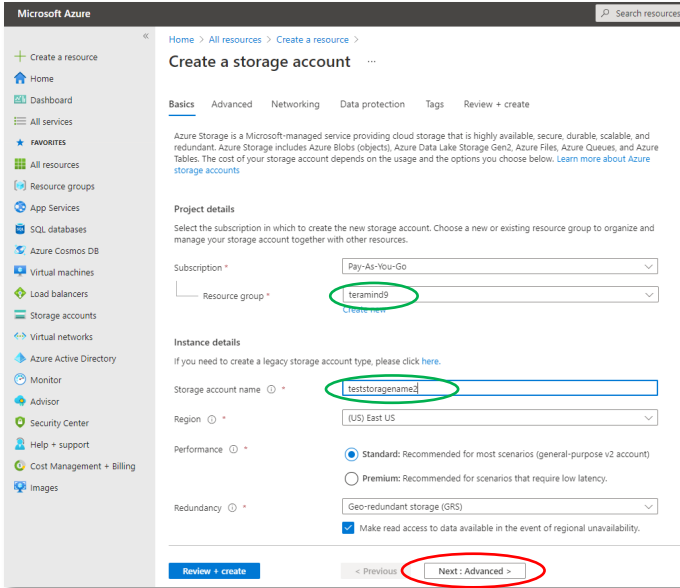 Microsoft Azure
Search resources
«
Create a resource
Home
Dashboard
All services
FAVORITES
All resources
Resource groups
App Services
SQL databases
Azure Cosmos DB
Virtual machines
Load balancers
Storage accounts
Virtual networks
Azure Active Directory
Monitor
Advisor
Security Center
Help + support
Cost Management + Billing
Images
Home > All resources > Create a resource >
Create a storage account ...
Basics Advanced Networking Data protection Tags Review + create
Azure Storage is a Microsoft-managed service providing cloud storage that is highly available, secure, durable, scalable, and
redundant. Azure Storage includes Azure Blobs (objects), Azure Data Lake Storage Gen2, Azure Files, Azure Queues, and Azure
Tables. The cost of your storage account depends on the usage and the options you choose below. Learn more about Azure
storage accounts
Project details
Select the subscription in which to create the new storage account. Choose a new or existing resource group to organize and
manage your storage account together with other resources.
Subscription * Pay-As-You-Go
Resource group * teramind9
Create new
Instance details
If you need to create a legacy storage account type, please click here.
Storage account name * teststoragename2
Region * (US) East US
Performance * Standard: Recommended for most scenarios (general-purpose v2 account)
Premium: Recommended for scenarios that require low latency.
Redundancy * Geo-redundant storage (GRS)
Make read access to data available in the event of regional unavailability.
Review + create < Previous Next : Advanced >